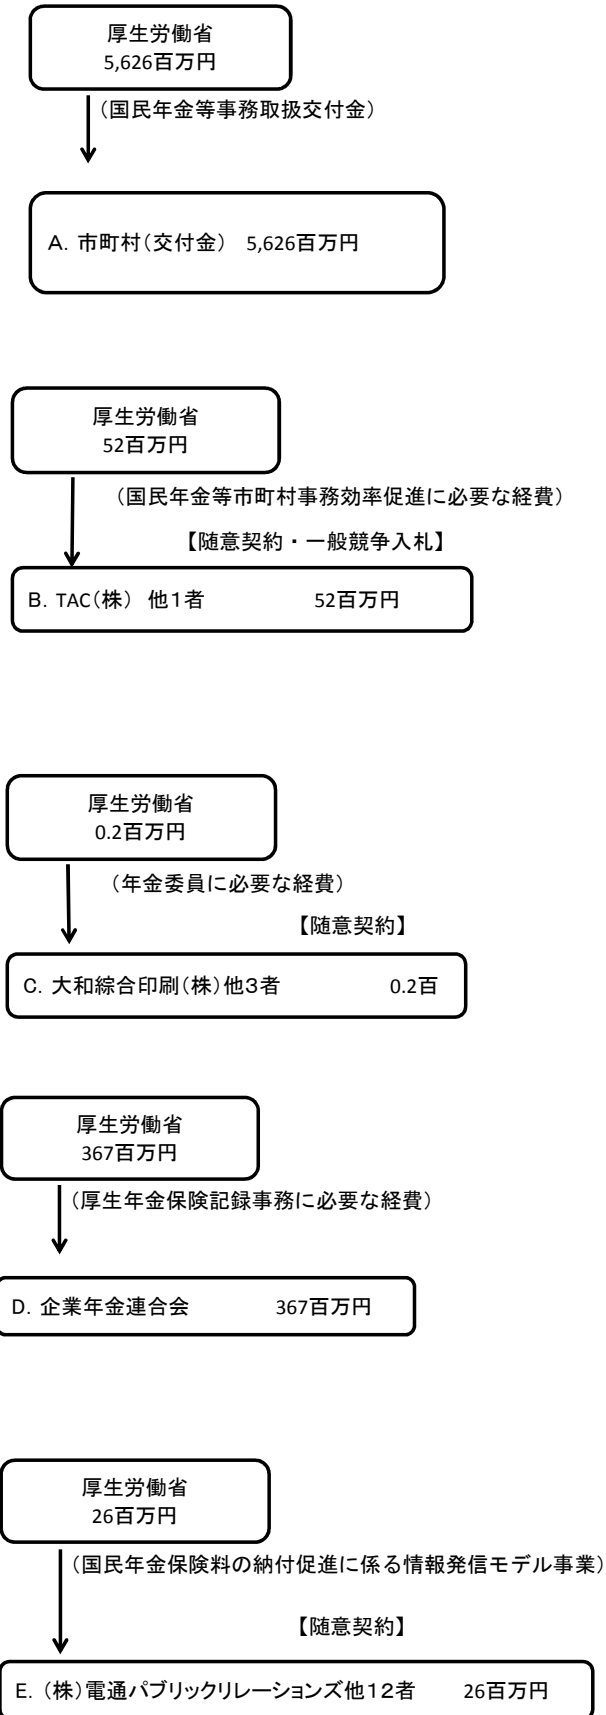 厚生労働省
5,626百万円
（国民年金等事務取扱交付金）
A．市町村（交付金） 5,626百万円
厚生労働省
52百万円
（国民年金等市町村事務効率促進に必要な経費）
【随意契約・一般競争入札】
B．TAC（株） 他１者 52百万円
厚生労働省
0.2百万円
（年金委員に必要な経費）
【随意契約】
C．大和綜合印刷（株）他３者 0.2百
厚生労働省
367百万円
（厚生年金保険記録事務に必要な経費）
D．企業年金連合会 367百万円
厚生労働省
26百万円
（国民年金保険料の納付促進に係る情報発信モデル事業）
【随意契約】
E．（株）電通パブリックリレーションズ他１２者 26百万円